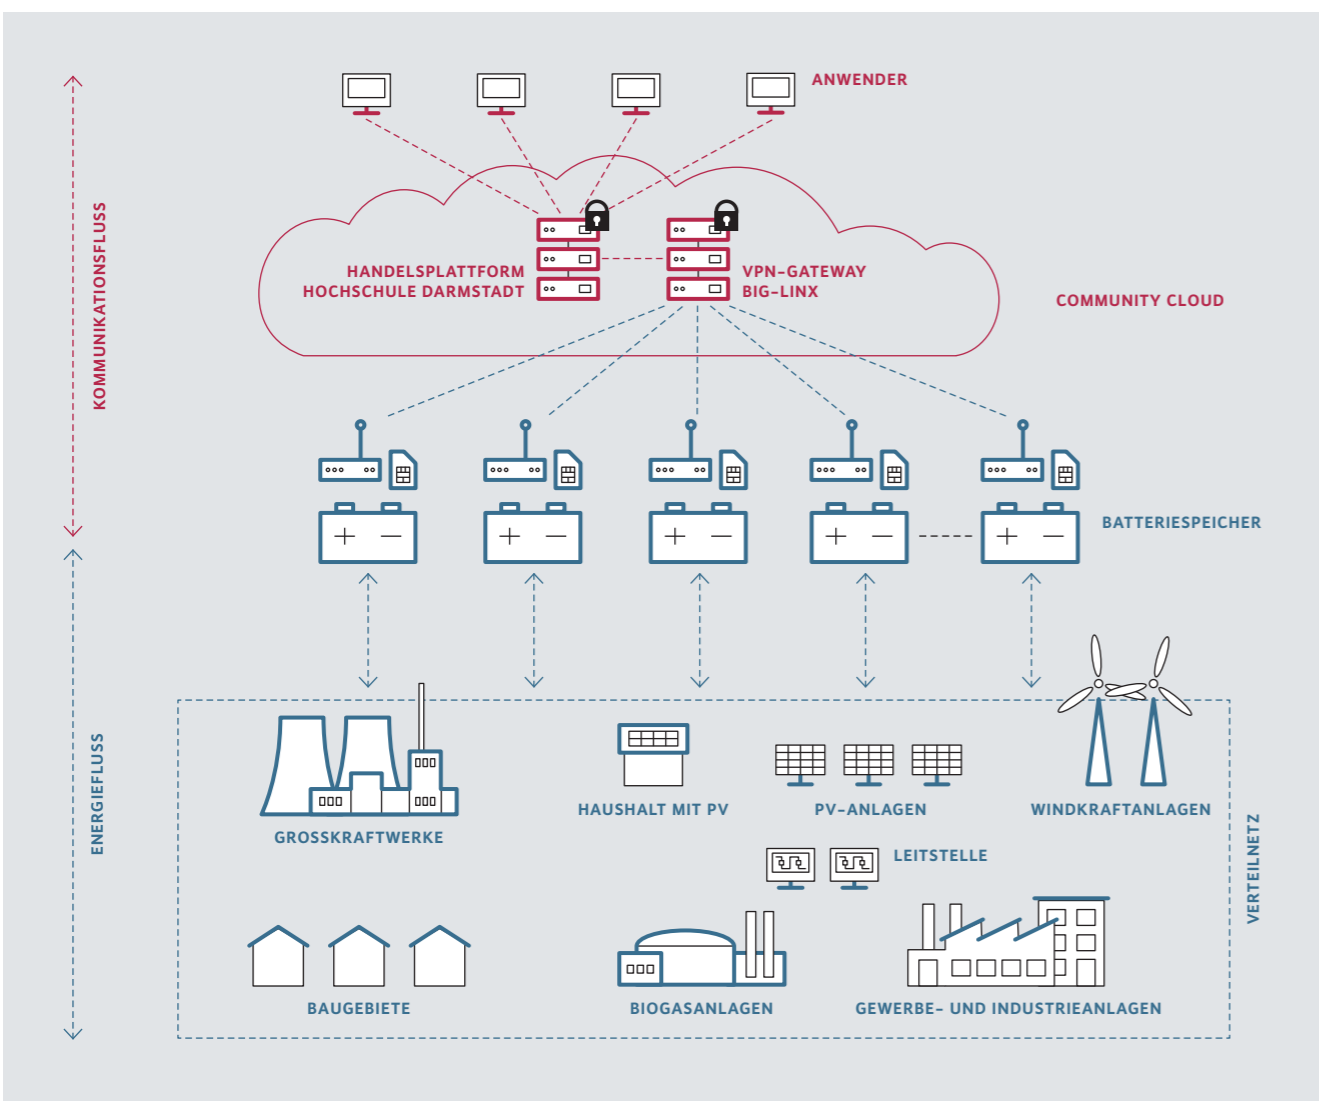 ANWENDER
KOMMUNIKATIONSFLUSS
HANDELSPLATTFORM
HOCHSCHULE DARMSTADT
VPN-GATEWAY
BIG-LINX
COMMUNITY CLOUD
BATTERIESPEICHER
ENERGIEFLUSS
GROSSKRAFTWERKE
HAUSHALT MIT PV
PV-ANLAGEN
WINDKRAFTANLAGEN
LEITSTELLE
VERTEILNETZ
BAUGEBIETE
BIOGASANLAGEN
GEWERBE- UND INDUSTRIEANLAGEN